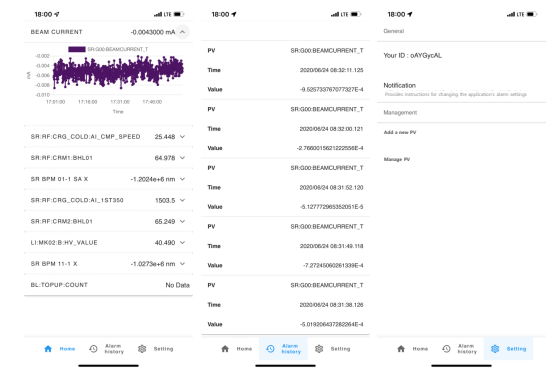 18:00
LTE
BEAM CURRENT -0.0043000 mA
SR:G00:BEAMCURRENT_T
-0.002
-0.004
-0.006
-0.008
-0.010
mA
17:01:00 17:16:00 17:31:00 17:46:00
Time
SR:RF:CRG_COLD:AI_CMP_SPEED 25.448
SR:RF:CRM1:BHL01 64.978
SR BPM 01-1 SA X -1.2024e+6 nm
SR:RF:CRG_COLD:AI_1ST350 1503.5
SR:RF:CRM2:BHL01 65.249
LI:MK02:B:HV_VALUE 40.490
SR BPM 11-1 X -1.0273e+6 nm
BL:TOPUP:COUNT No Data
Home
Alarm
history
Setting
18:00
LTE
PV SR:G00:BEAMCURRENT_T
Time 2020/06/24 08:32:11.125
Value -9.525733767077327E-4
PV SR:G00:BEAMCURRENT_T
Time 2020/06/24 08:32:00.121
Value -2.7660015621222556E-4
PV SR:G00:BEAMCURRENT_T
Time 2020/06/24 08:31:52.120
Value -5.127772965352051E-5
PV SR:G00:BEAMCURRENT_T
Time 2020/06/24 08:31:49.118
Value -7.27245060261339E-4
PV SR:G00:BEAMCURRENT_T
Time 2020/06/24 08:31:38.126
Value -5.019206437282264E-4
Home
Alarm
history
Setting
18:00
LTE
General
Your ID : oAYGycAL
Notification
Provides instructions for changing the application's alarm settings
Management
Add a new PV
Manage PV
Home
Alarm
history
Setting